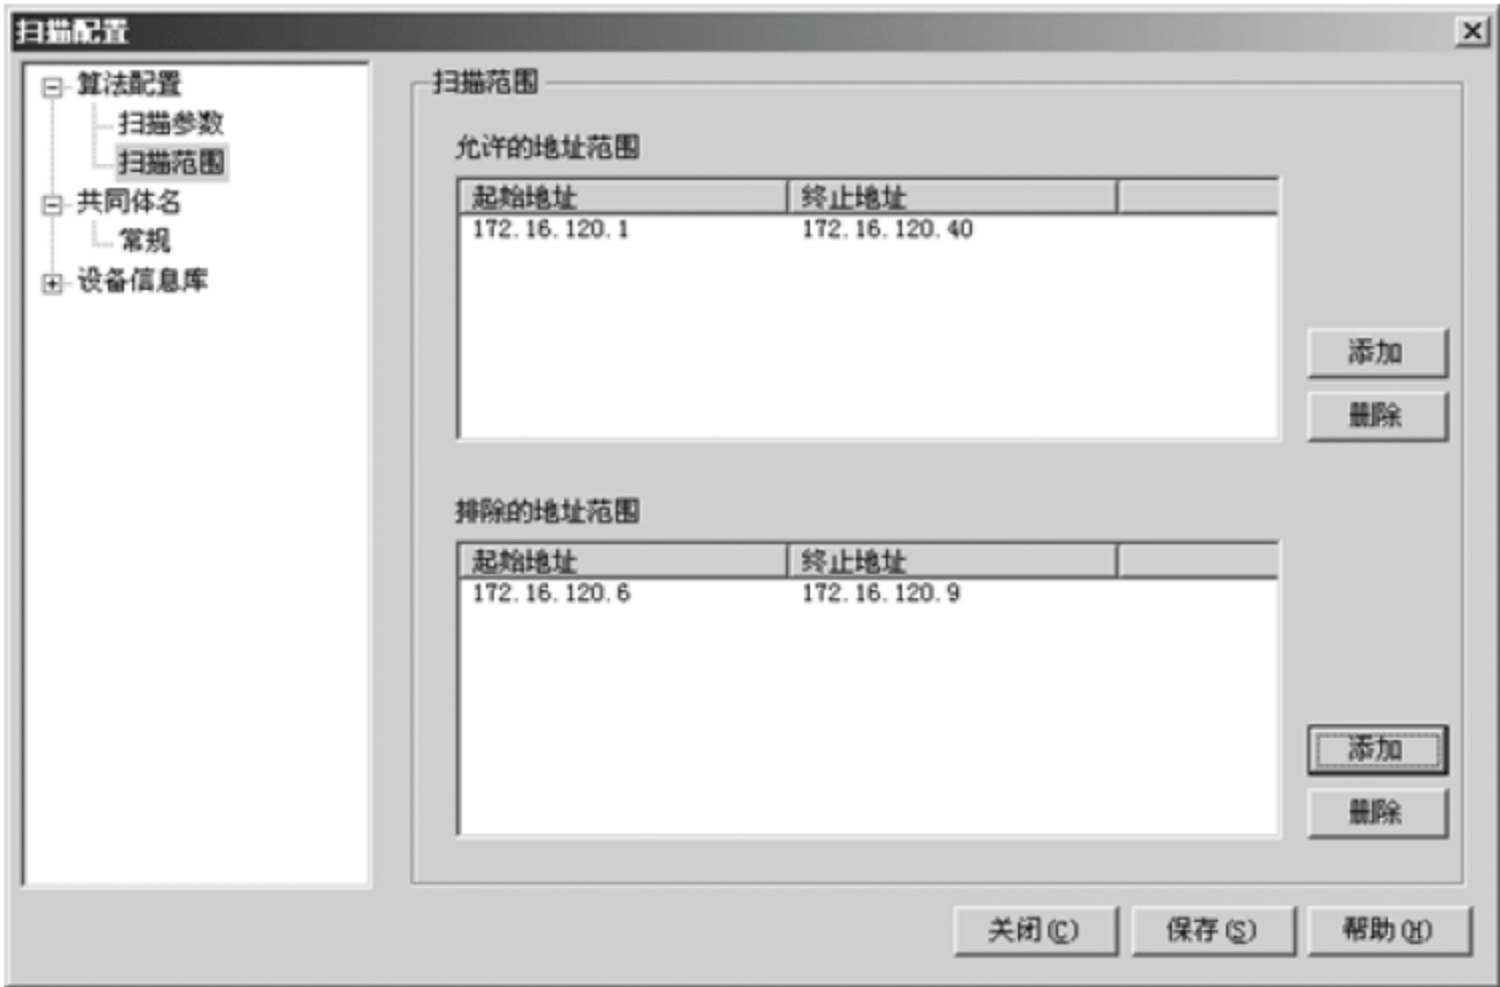 扫描配置
算法配置
扫描参数
扫描范围
共同体名
常规
设备信息库
扫描范围
允许的地址范围
起始地址 终止地址
172.16.120.1 172.16.120.40
添加
删除
排除的地址范围
起始地址 终止地址
172.16.120.6 172.16.120.9
添加
删除
关闭(C) 保存(S) 帮助(H)